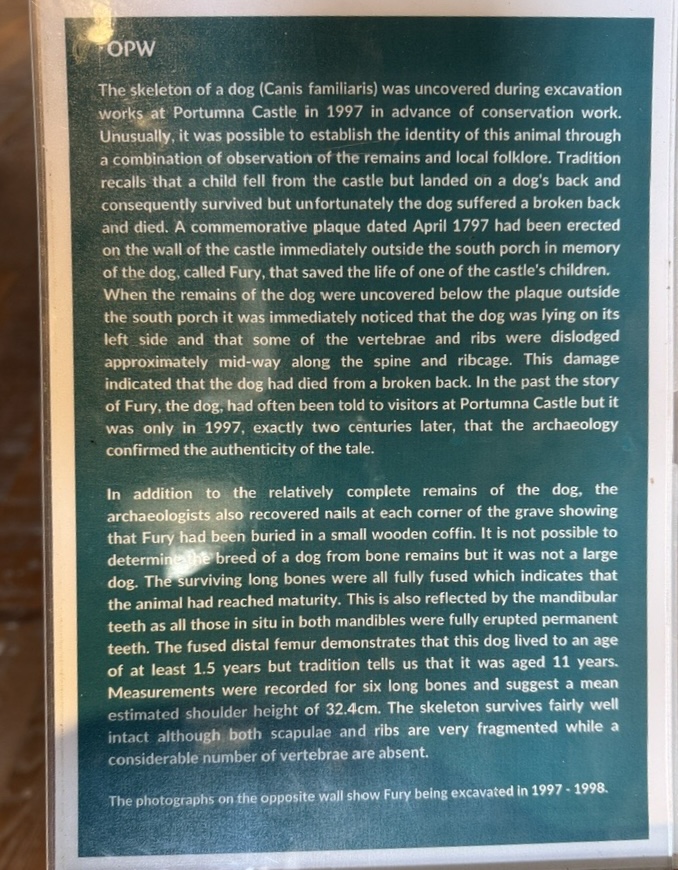 OPW
The skeleton of a dog (Canis familiaris) was uncovered during excavation
works at Portumna Castle in 1997 in advance of conservation work.
Unusually, it was possible to establish the identity of this animal through
a combination of observation of the remains and local folklore. Tradition
recalls that a child fell from the castle but landed on a dog's back and
consequently survived but unfortunately the dog suffered a broken back
and died. A commemorative plaque dated April 1797 had been erected
on the wall of the castle immediately outside the south porch in memory
of the dog, called Fury, that saved the life of one of the castle's children.
When the remains of the dog were uncovered below the plaque outside
the south porch it was immediately noticed that the dog was lying on its
left side and that some of the vertebrae and ribs were dislodged
approximately mid-way along the spine and ribcage. This damage
indicated that the dog had died from a broken back. In the past the story
of Fury, the dog, had often been told to visitors at Portumna Castle but it
was only in 1997, exactly two centuries later, that the archaeology
confirmed the authenticity of the tale.
In addition to the relatively complete remains of the dog, the
archaeologists also recovered nails at each corner of the grave showing
that Fury had been buried in a small wooden coffin. It is not possible to
determine the breed of a dog from bone remains but it was not a large
dog. The surviving long bones were all fully fused which indicates that
the animal had reached maturity. This is also reflected by the mandibular
teeth as all those in situ in both mandibles were fully erupted permanent
teeth. The fused distal femur demonstrates that this dog lived to an age
of at least 1.5 years but tradition tells us that it was aged 11 years.
Measurements were recorded for six long bones and suggest a mean
estimated shoulder height of 32.4cm. The skeleton survives fairly well
intact although both scapulae and ribs are very fragmented while a
considerable number of vertebrae are absent.
The photographs on the opposite wall show Fury being excavated in 1997 - 1998.